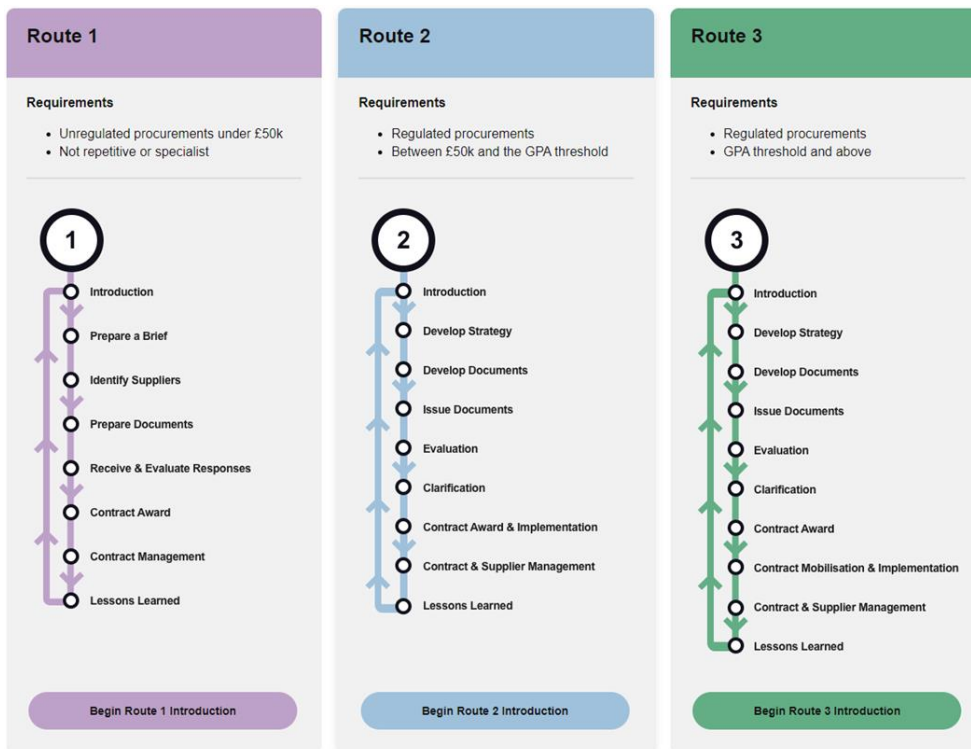 Route 1
Requirements
• Unregulated procurements under £50k
• Not repetitive or specialist
1
Introduction
Prepare a Brief
Identify Suppliers
Prepare Documents
Receive & Evaluate Responses
Contract Award
Contract Management
Lessons Learned
Begin Route 1 Introduction
Route 2
Requirements
• Regulated procurements
• Between £50k and the GPA threshold
2
Introduction
Develop Strategy
Develop Documents
Issue Documents
Evaluation
Clarification
Contract Award & Implementation
Contract & Supplier Management
Lessons Learned
Begin Route 2 Introduction
Route 3
Requirements
• Regulated procurements
• GPA threshold and above
3
Introduction
Develop Strategy
Develop Documents
Issue Documents
Evaluation
Clarification
Contract Award
Contract Mobilisation & Implementation
Contract & Supplier Management
Lessons Learned
Begin Route 3 Introduction